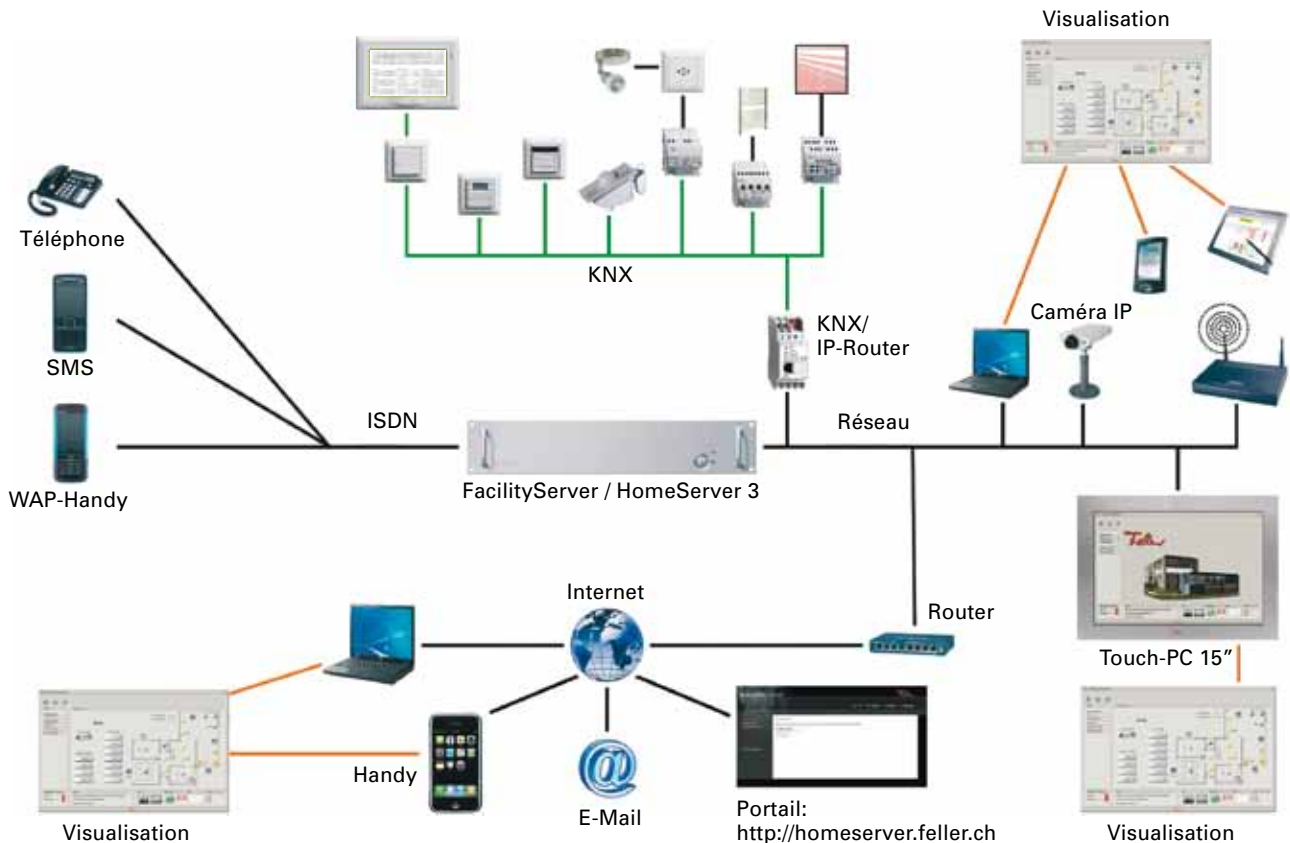 Visualisation
Téléphone
KNX
SMS
KNX/
IP-Router
Caméra IP
ISDN
Réseau
WAP-Handy
FacilityServer / HomeServer 3
Feller
Internet
Router
Touch-PC 15”
Handy
E-Mail
Portail:
http://homeserver.feller.ch
Visualisation
Visualisation